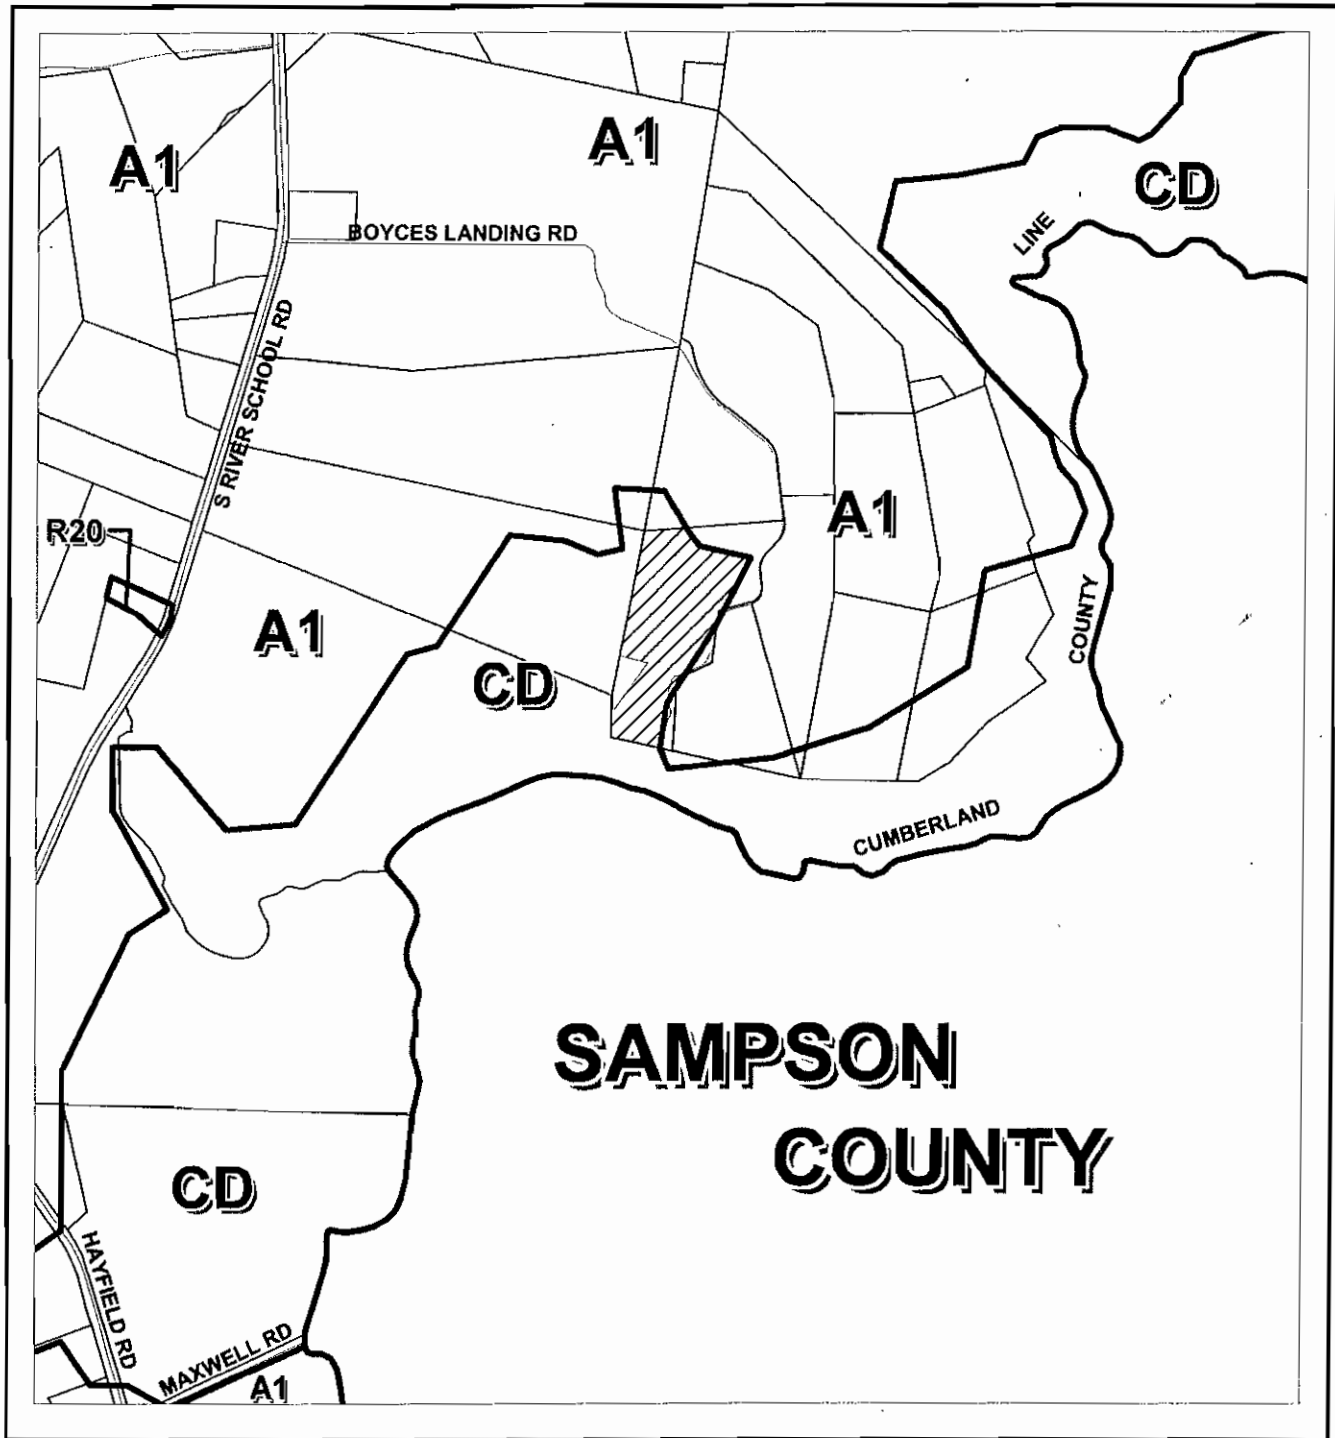 A1
A1
CD
LINE
BOYCES LANDING RD
S RIVER SCHOOL RD
A1
R20
A1
COUNTY
CD
CUMBERLAND
SAMPSON
COUNTY
CD
HAYFIELD RD
MAXWELL RD
A1